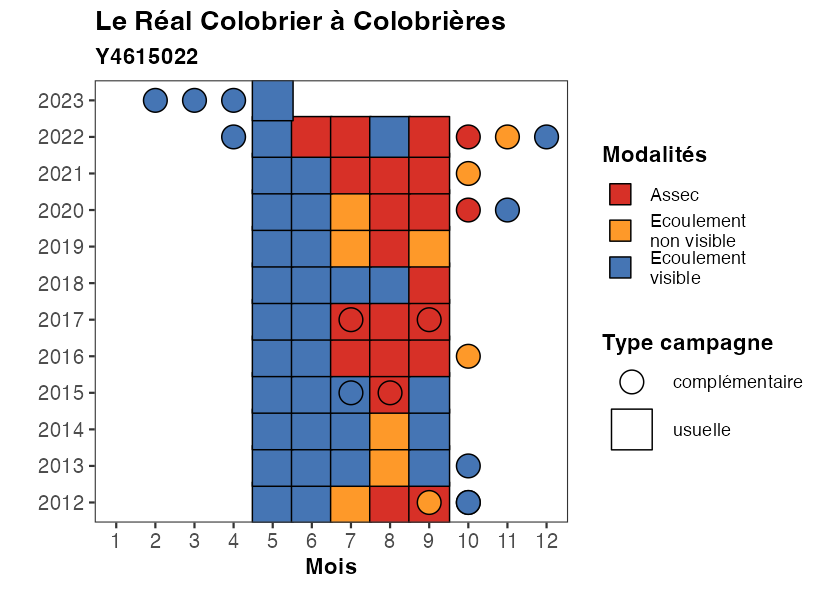 Le Réal Colobrier à Colobrières
Y4615022
2023
2022
2021
2020
2019
2018
2017
2016
2015
2014
2013
2012
1 2 3 4 5 6 7 8 9 10 11 12
Mois
Modalités
Assec
Ecoulement
non visible
Ecoulement
visible
Type campagne
complémentaire
usuelle